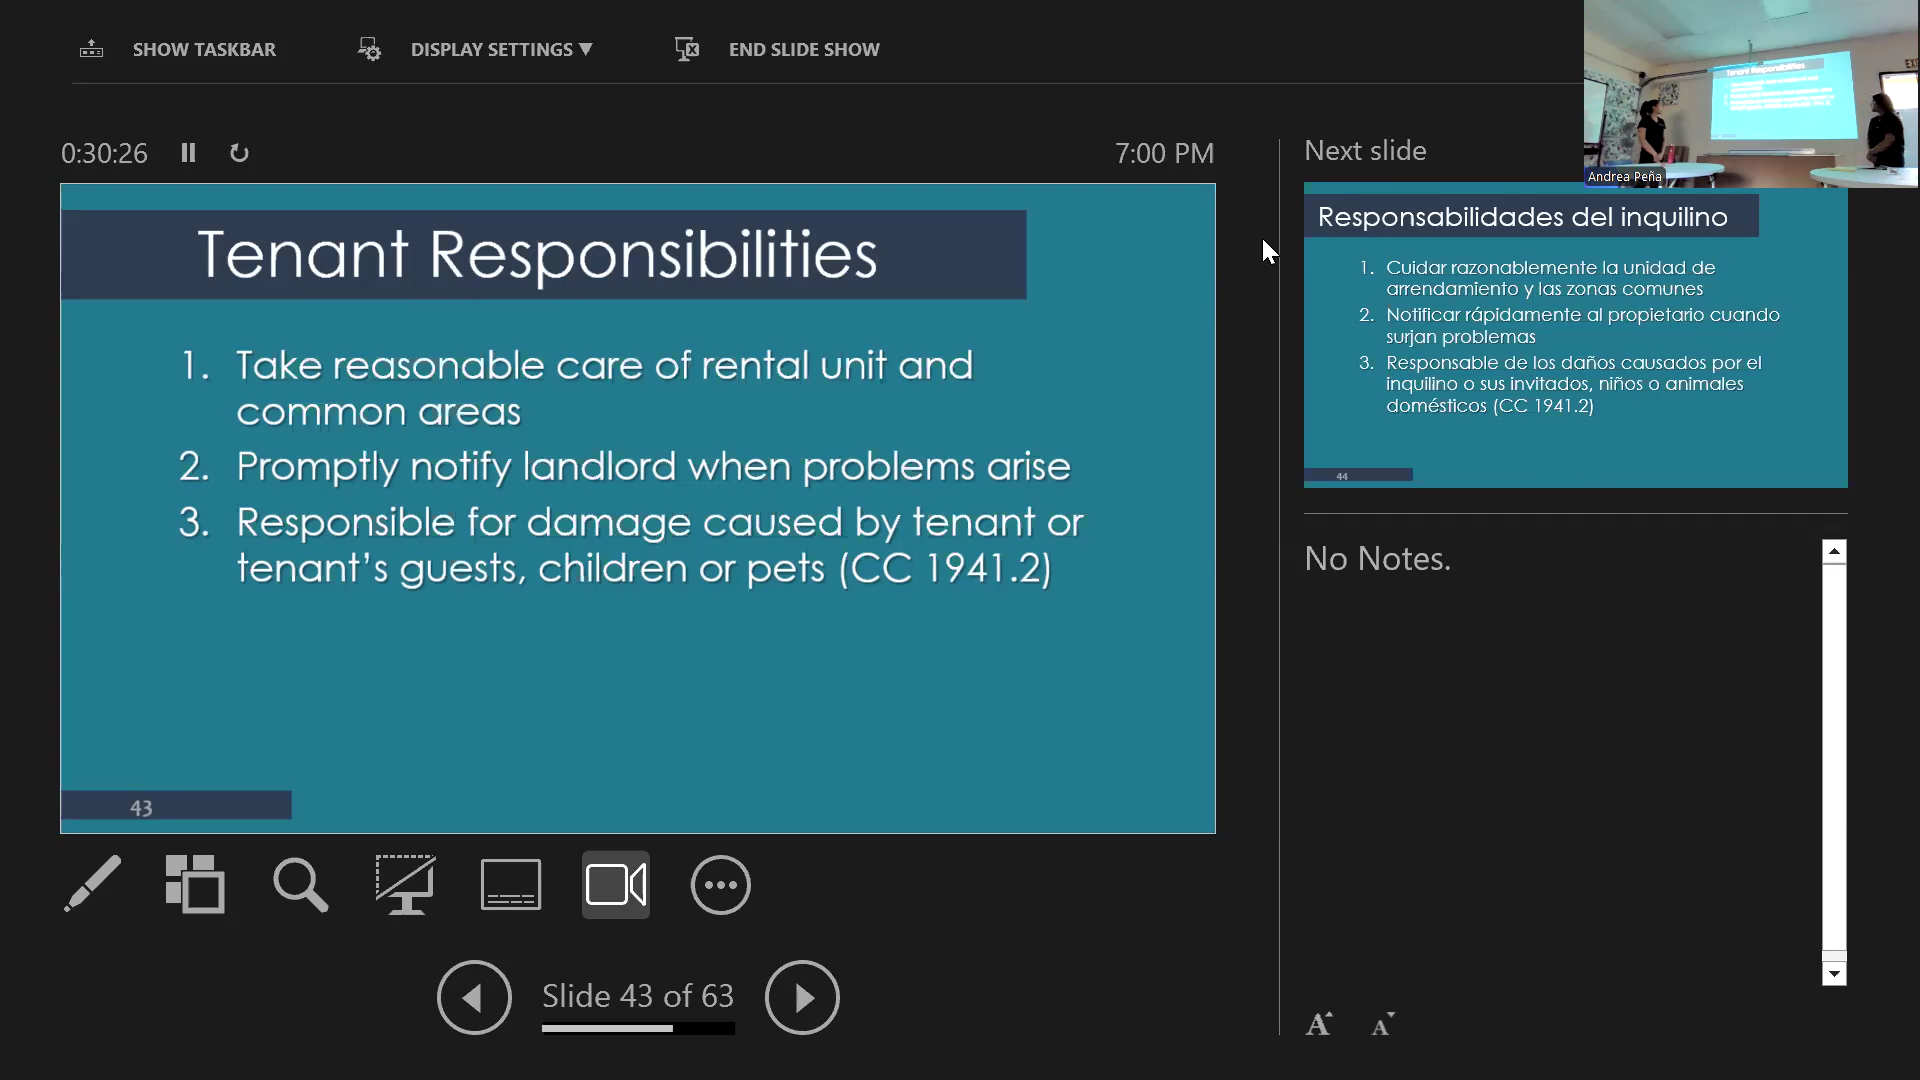 SHOW TASKBAR
DISPLAY SETTINGS ▼
END SLIDE SHOW
0:30:26
7:00 PM
Tenant Responsibilities
1. Take reasonable care of rental unit and
common areas
2. Promptly notify landlord when problems arise
3. Responsible for damage caused by tenant or
tenant’s guests, children or pets (CC 1941.2)
43
Slide 43 of 63
Tenant Responsibilities
Andrea Peña
Next slide
Responsabilidades del inquilino
1. Cuidar razonablemente la unidad de
arrendamiento y las zonas comunes
2. Notificar rápidamente al propietario cuando
surjan problemas
3. Responsable de los daños causados por el
inquilino o sus invitados, niños o animales
domésticos (CC 1941.2)
44
No Notes.
A
A